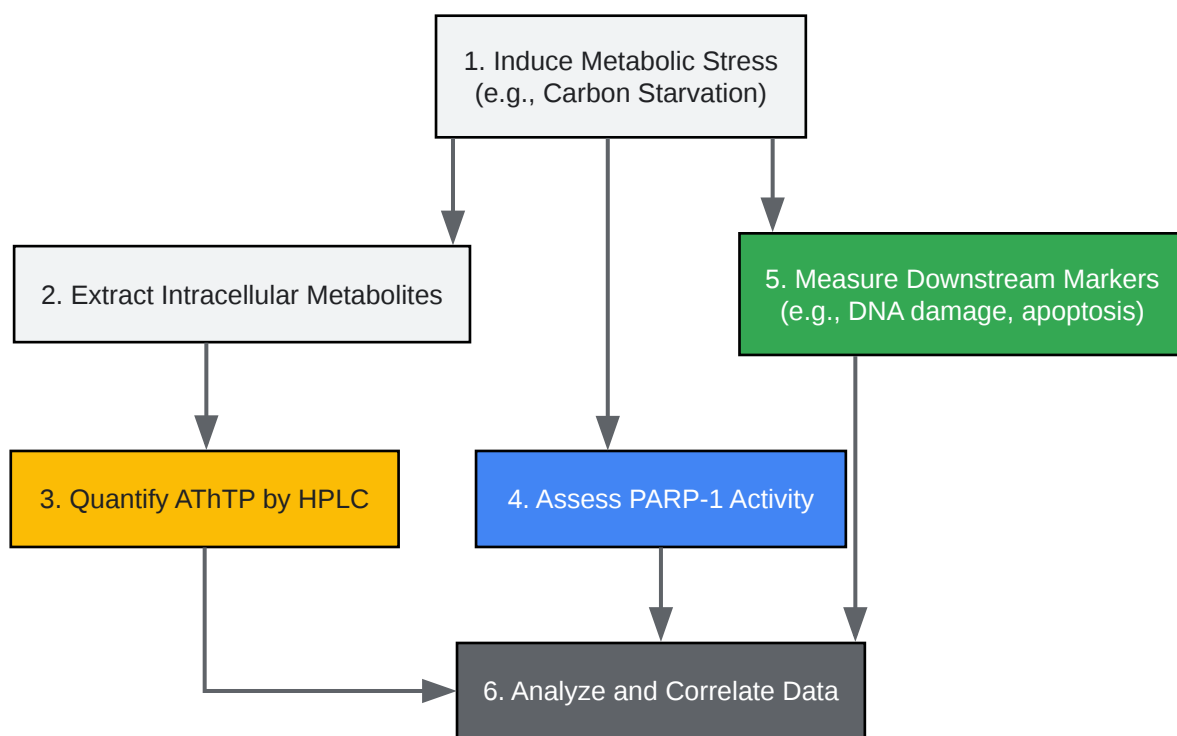 1. Induce Metabolic Stress
(e.g., Carbon Starvation)
2. Extract Intracellular Metabolites
5. Measure Downstream Markers
(e.g., DNA damage, apoptosis)
3. Quantify AThTP by HPLC
4. Assess PARP-1 Activity
6. Analyze and Correlate Data